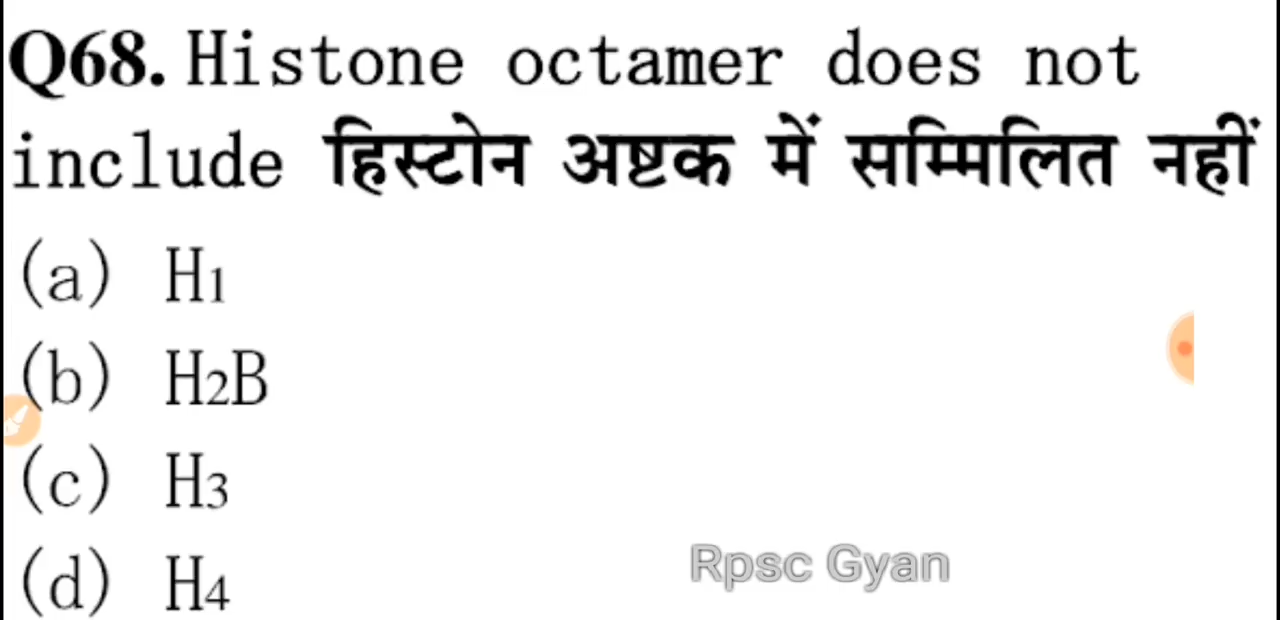 Q68. Histone octamer does not
include हिस्टोन अष्टक में सम्मिलित नहीं
(a) H1
(b) H2B
(c) H3
(d) H4
Rpsc Gyan